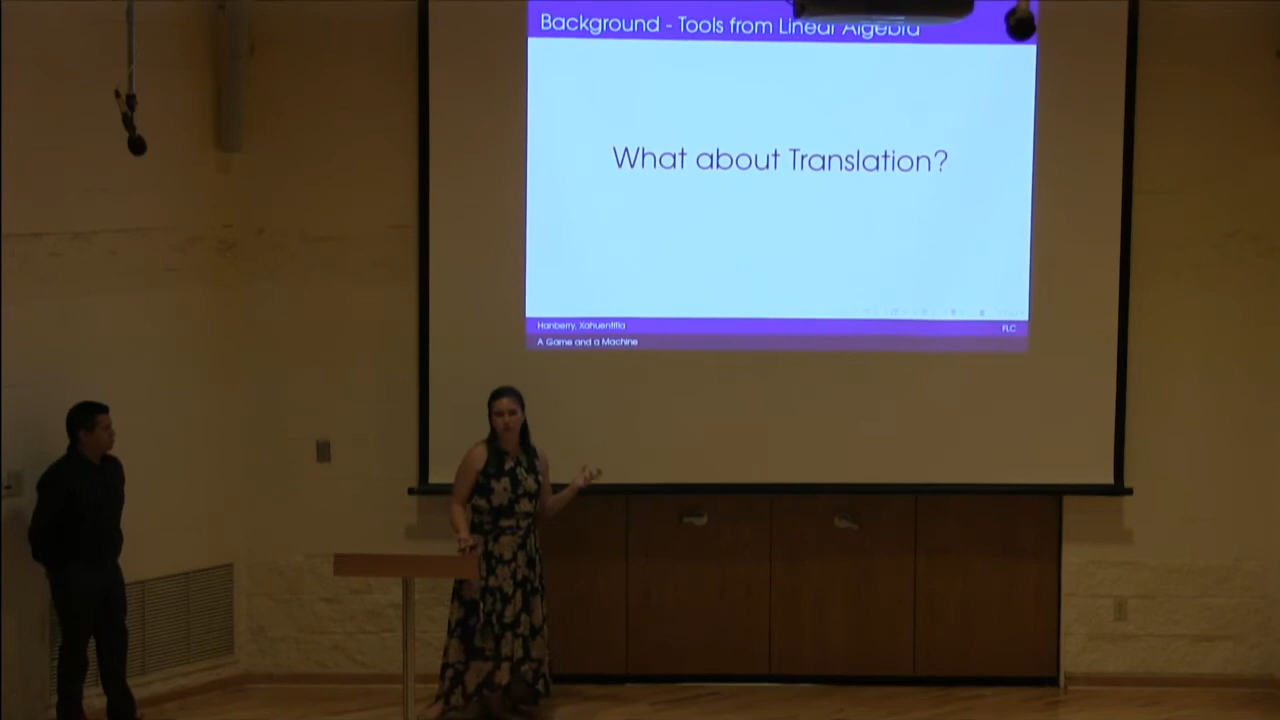 Background - Tools from Linear Algebra
What about Translation?
Hanberry, Xahuentitla
FLC
A Game and a Machine